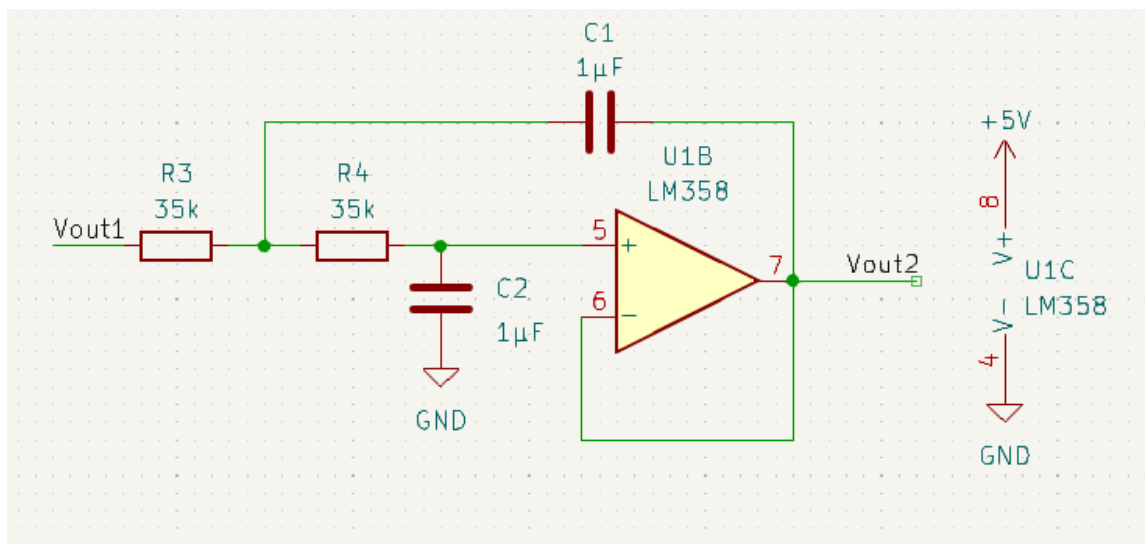 C1
1µF
+5V
U1B
LM358
R3
35k
R4
35k
8
Vout1
5
+
V+
7
Vout2
U1C
LM358
C2
1µF
6
−
V-
4
GND
GND